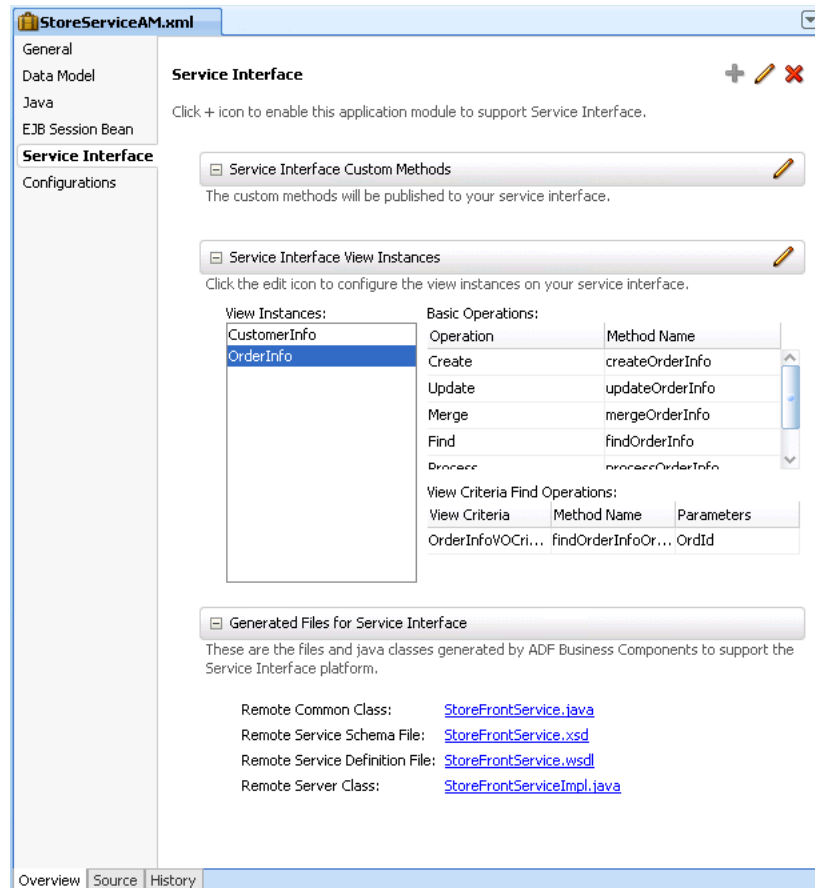 StoreServiceAM.xml
General
Data Model
Java
EJB Session Bean
Service Interface
Configurations
Service Interface
Click + icon to enable this application module to support Service Interface.
Service Interface Custom Methods
The custom methods will be published to your service interface.
Service Interface View Instances
Click the edit icon to configure the view instances on your service interface.
View Instances:
CustomerInfo
OrderInfo
Basic Operations:
Operation Method Name
Create createOrderInfo
Update updateOrderInfo
Merge mergeOrderInfo
Find findOrderInfo
Process processOrderInfo
View Criteria Find Operations:
View Criteria Method Name Parameters
OrderInfoVOCri... findOrderInfoOr... OrdId
Generated Files for Service Interface
These are the files and java classes generated by ADF Business Components to support the
Service Interface platform.
Remote Common Class: StoreFrontService.java
Remote Service Schema File: StoreFrontService.xsd
Remote Service Definition File: StoreFrontService.wsdl
Remote Server Class: StoreFrontServiceImpl.java
Overview Source History